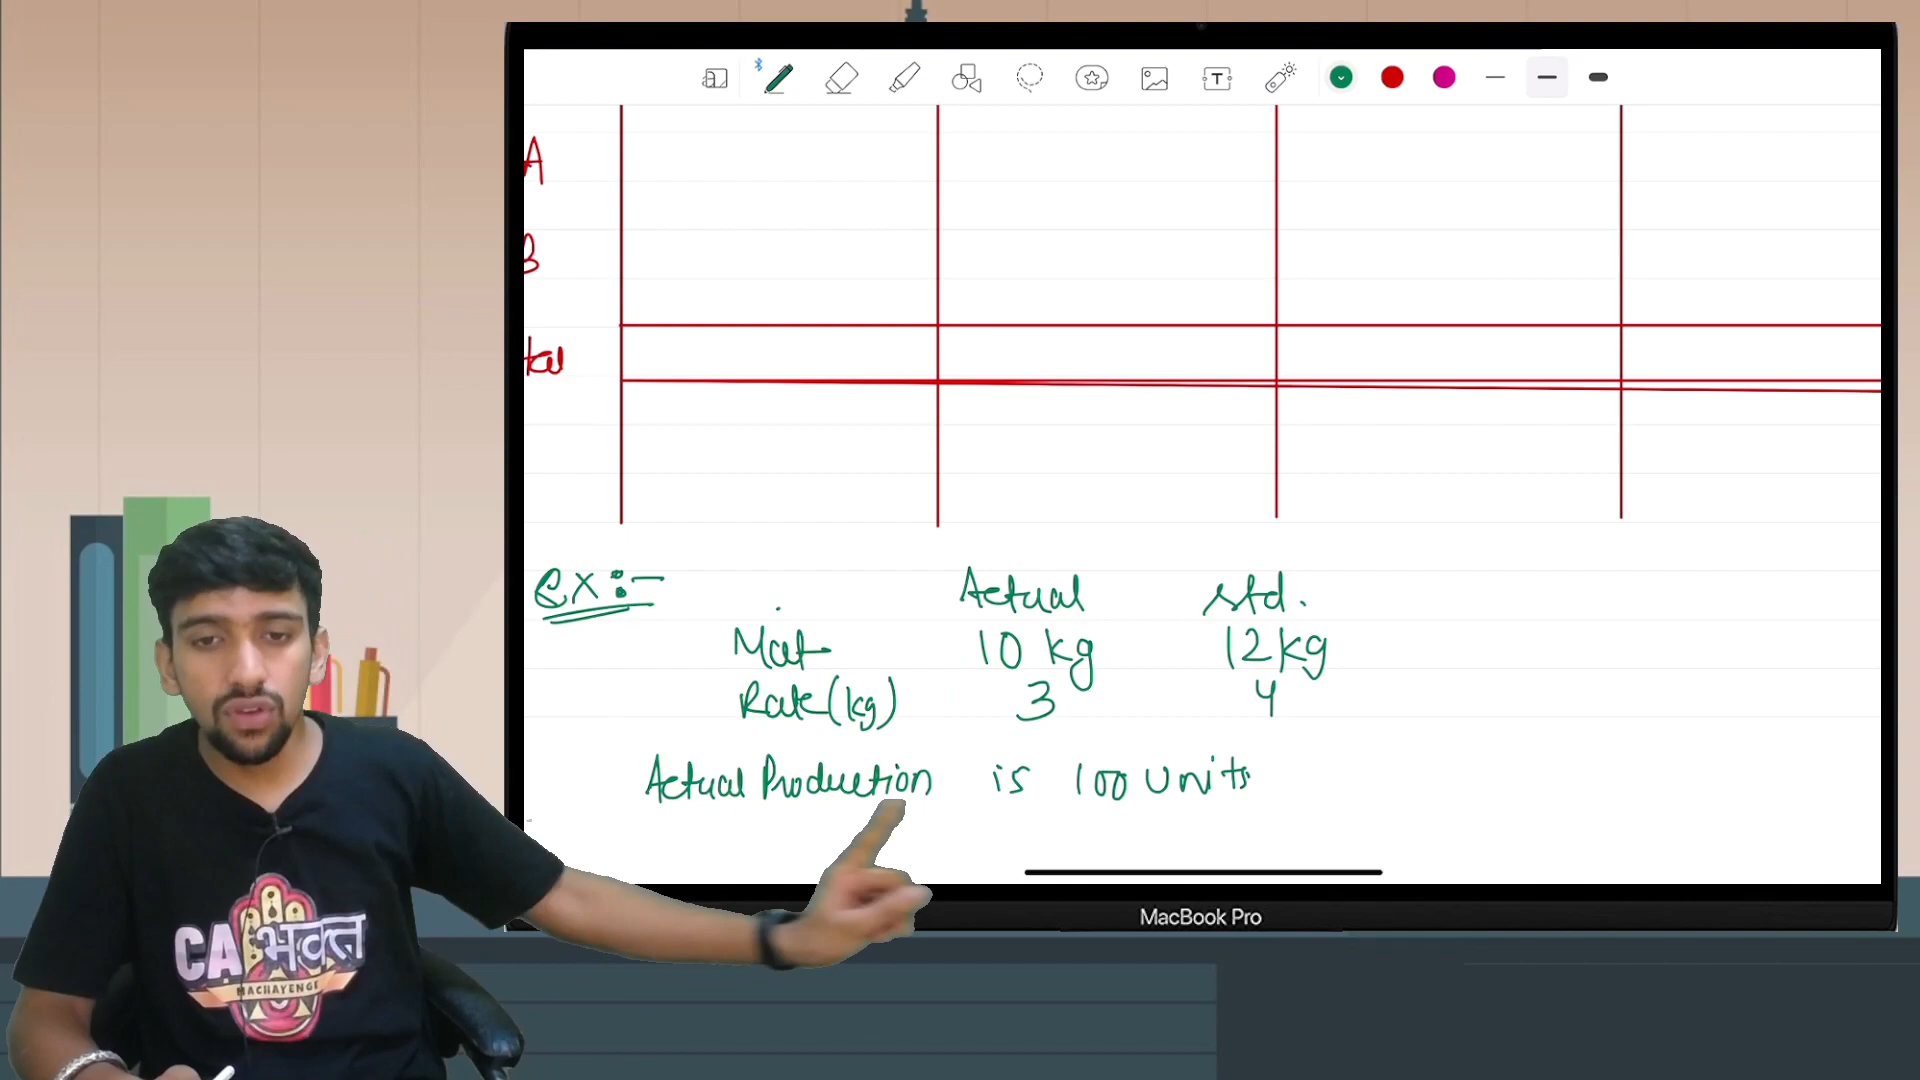 A
B
tal
ex:-
Actual std.
Mat 10 kg 12 kg
Rate(kg) 3 4
Actual Production is 100 units
MacBook Pro
CA भक्त
MACHAYENGE